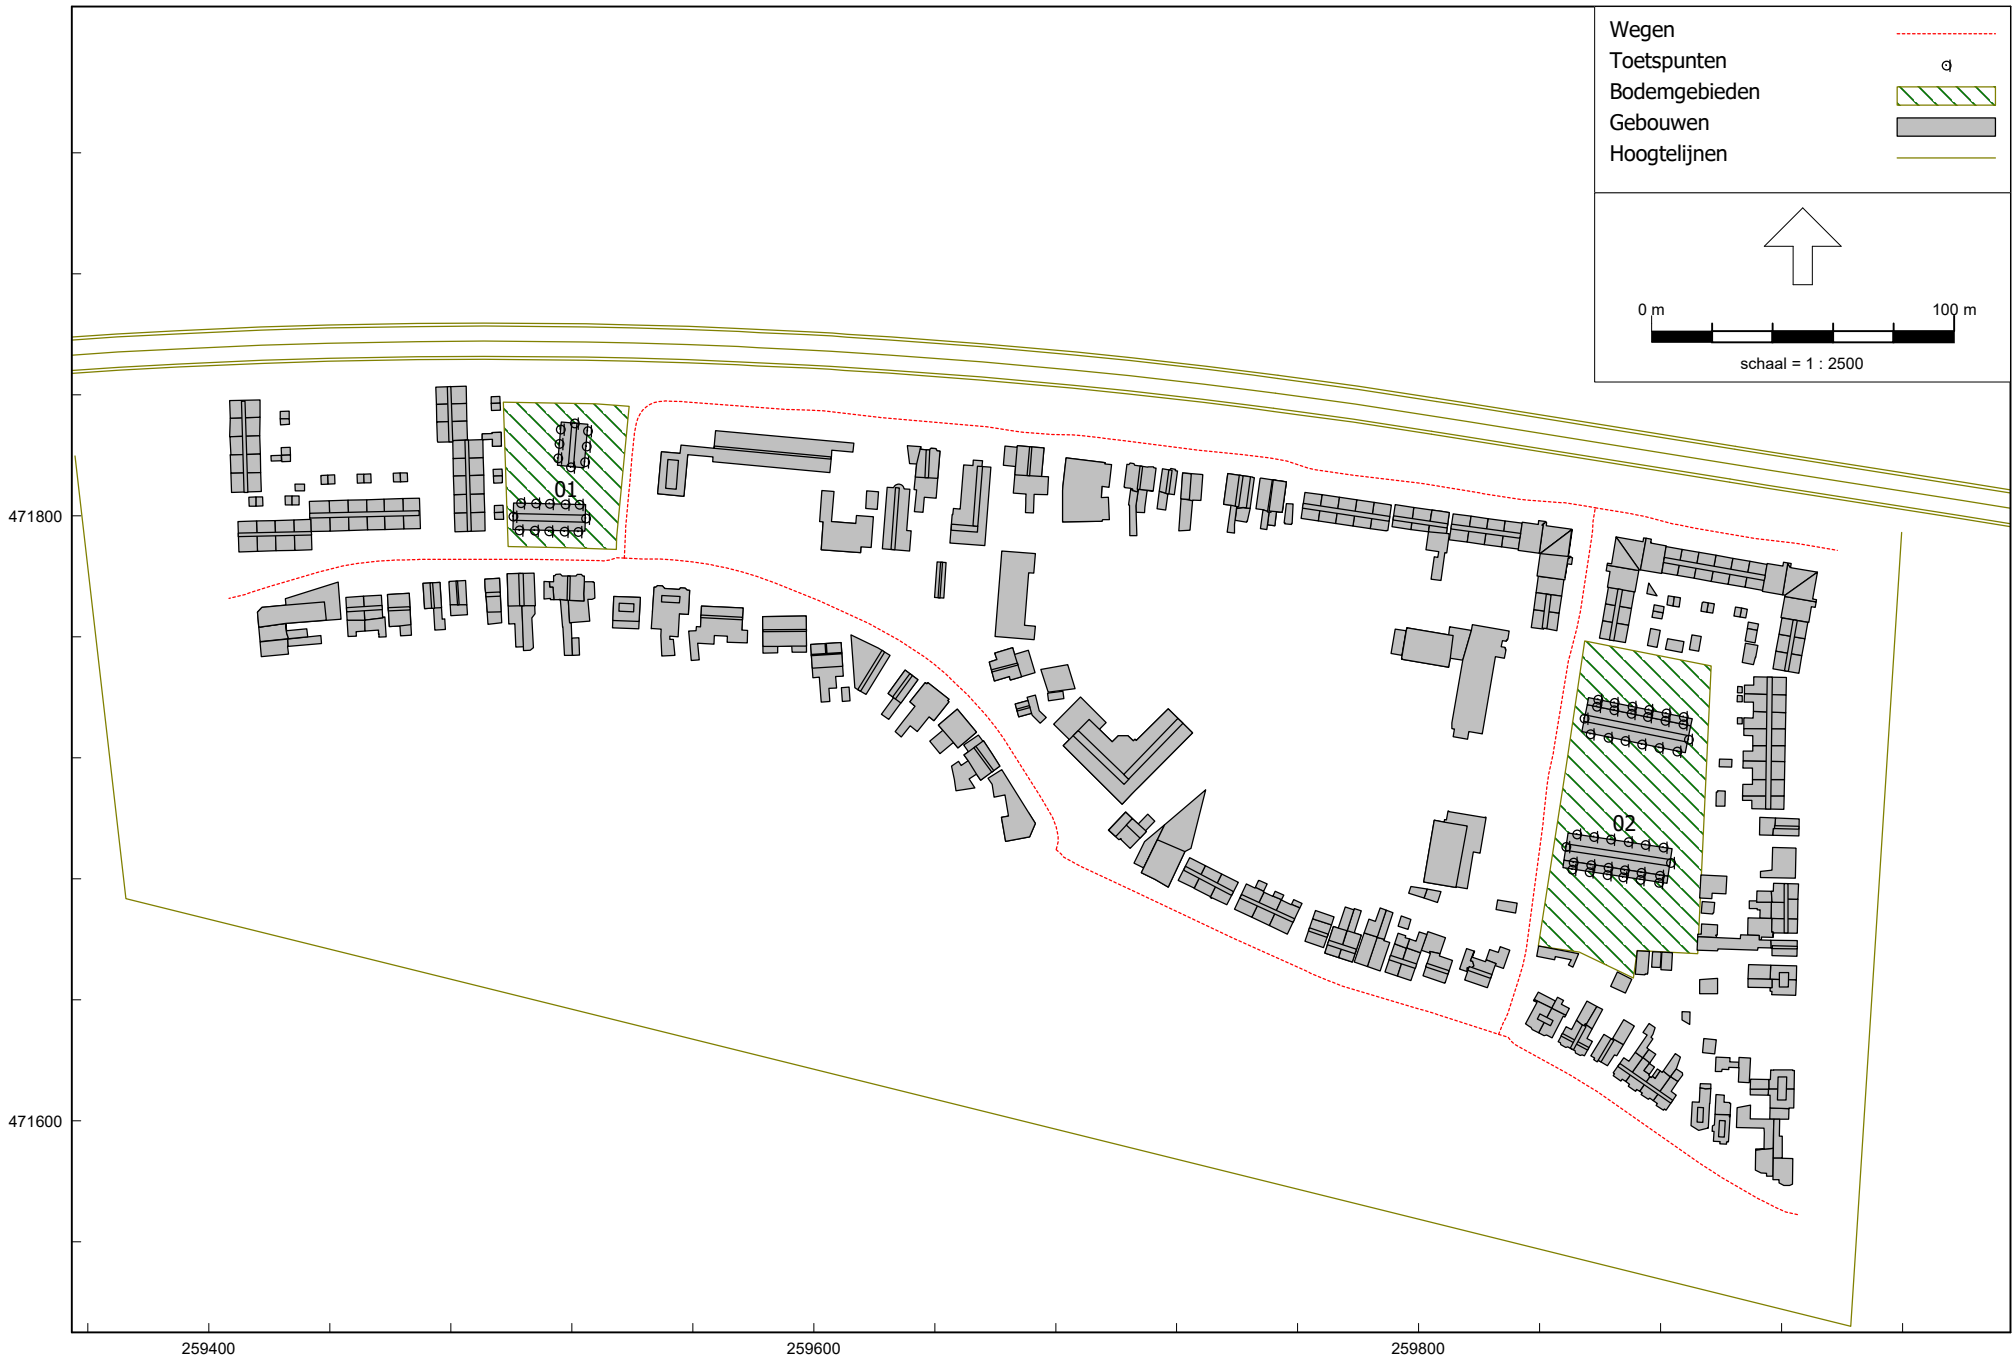 Wegen
Toetspunten
Bodemgebieden
Gebouwen
Hoogtelijnen
0 m 100 m
schaal = 1 : 2500
01
471800
02
471600
259400 259600 259800